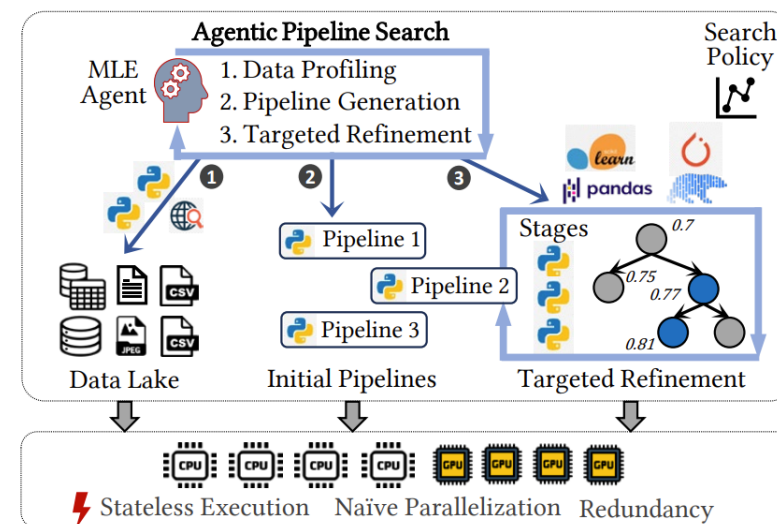 Agentic Pipeline Search
Search
Policy
MLE
Agent
1. Data Profiling
2. Pipeline Generation
3. Targeted Refinement
1
2
3
learn
pandas
Pipeline 1
Pipeline 2
Pipeline 3
Stages
0.7
0.75
0.77
0.81
CSV
JPEG
CSV
Data Lake
Initial Pipelines
Targeted Refinement
CPU
CPU
CPU
CPU
GPU
GPU
GPU
GPU
Stateless Execution
Naïve Parallelization
Redundancy